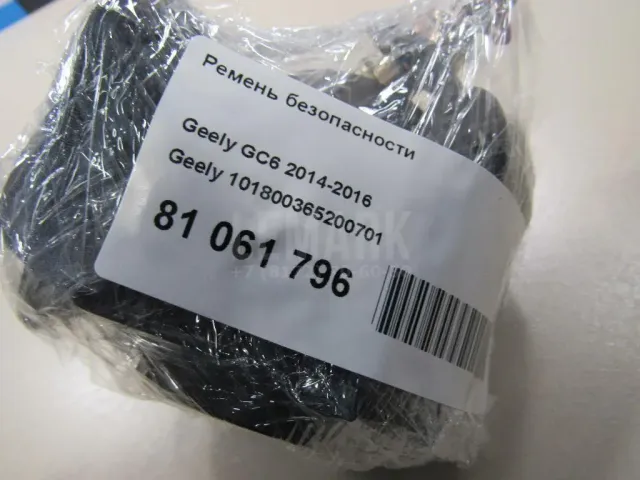 Ремень безопасности
Geely GC6 2014-2016
Geely 101800365200701
81 061 796